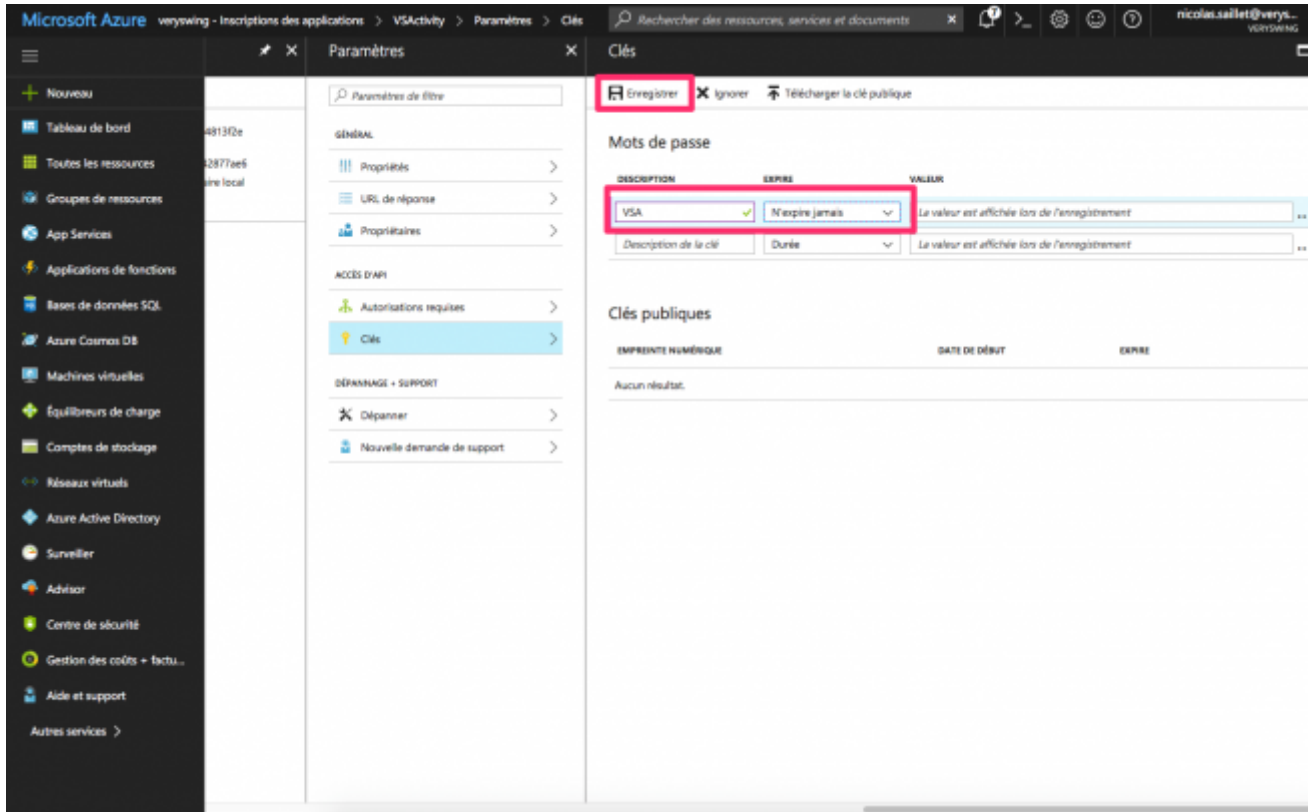 Microsoft Azure veryswing - Inscriptions des applications > VSActivity > Paramètres > Clés
Rechercher des ressources, services et documents
7
nicolas.saillet@verys...
VERYSWING
Nouveau
Tableau de bord
Toutes les ressources
Groupes de ressources
App Services
Applications de fonctions
Bases de données SQL
Azure Cosmos DB
Machines virtuelles
Équilibreurs de charge
Comptes de stockage
Réseaux virtuels
Azure Active Directory
Surveiller
Advisor
Centre de sécurité
Gestion des coûts + factu...
Aide et support
Autres services >
4813f2e
42877ae6
ire local
Paramètres
Paramètres de filtre
GÉNÉRAL
Propriétés
URL de réponse
Propriétaires
ACCÈS D'API
Autorisations requises
Clés
DÉPANNAGE + SUPPORT
Dépanner
Nouvelle demande de support
Clés
Enregistrer Ignorer Télécharger la clé publique
Mots de passe
DESCRIPTION EXPIRE VALEUR
VSA N'expire jamais La valeur est affichée lors de l'enregistrement ...
Description de la clé Durée La valeur est affichée lors de l'enregistrement ...
Clés publiques
EMPREINTE NUMÉRIQUE DATE DE DÉBUT EXPIRE
Aucun résultat.